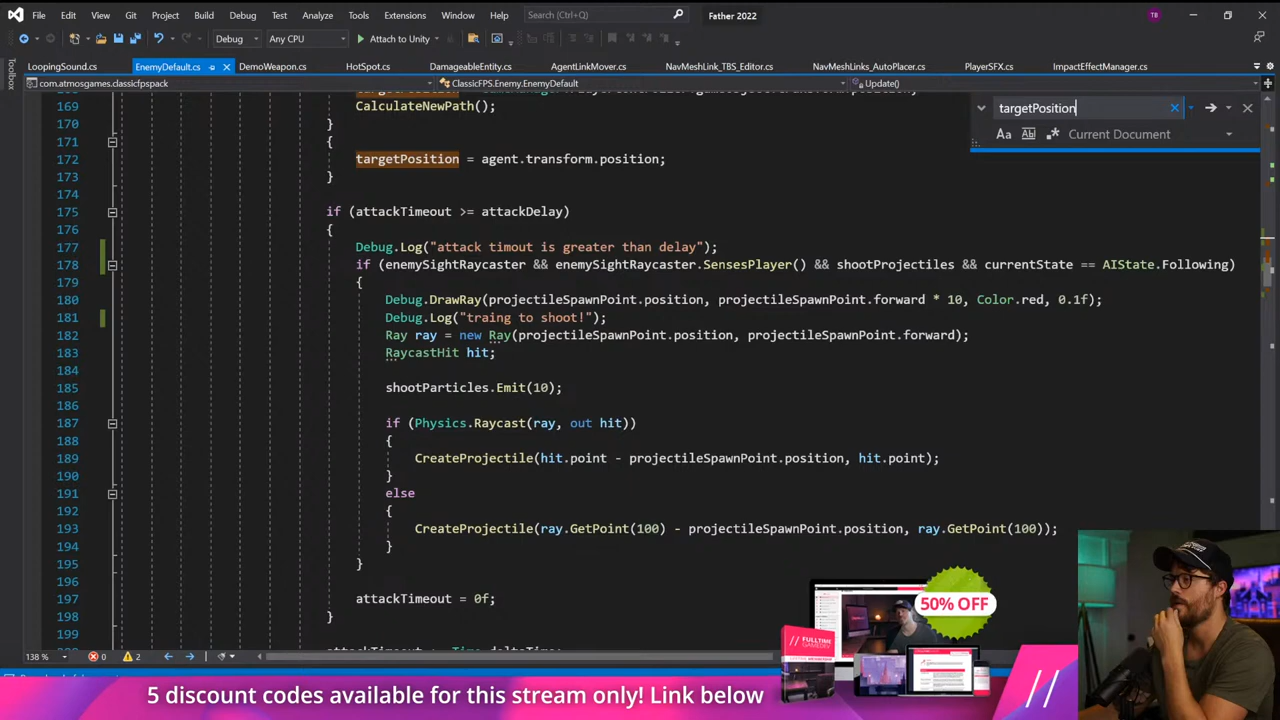 File Edit View Git Project Build Debug Test Analyze Tools Extensions Window Help Search (Ctrl+Q) Father 2022 TB
Debug Any CPU Attach to Unity
LoopingSound.cs EnemyDefault.cs DemoWeapon.cs HotSpot.cs DamageableEntity.cs AgentLinkMover.cs NavMeshLink_TBS_Editor.cs NavMeshLinks_AutoPlacer.cs PlayerSFX.cs ImpactEffectManager.cs
Toolbox
com.atmosgames.classicfpspack ClassicFPS.Enemy.EnemyDefault Update()
targetPosition
Aa Current Document
169 CalculateNewPath();
170 }
171 {
172 targetPosition = agent.transform.position;
173 }
174
175 if (attackTimeout >= attackDelay)
176 {
177 Debug.Log("attack timout is greater than delay");
178 if (enemySightRaycaster && enemySightRaycaster.SensesPlayer() && shootProjectiles && currentState == AIState.Following)
179 {
180 Debug.DrawRay(projectileSpawnPoint.position, projectileSpawnPoint.forward * 10, Color.red, 0.1f);
181 Debug.Log("traing to shoot!");
182 Ray ray = new Ray(projectileSpawnPoint.position, projectileSpawnPoint.forward);
183 RaycastHit hit;
184
185 shootParticles.Emit(10);
186
187 if (Physics.Raycast(ray, out hit))
188 {
189 CreateProjectile(hit.point - projectileSpawnPoint.position, hit.point);
190 }
191 else
192 {
193 CreateProjectile(ray.GetPoint(100) - projectileSpawnPoint.position, ray.GetPoint(100));
194 }
195 }
196
197 attackTimeout = 0f;
198 }
199
138 % 0 2
50% OFF
// FULLTIME GAMEDEV
5 discount codes available for this stream only! Link below
//